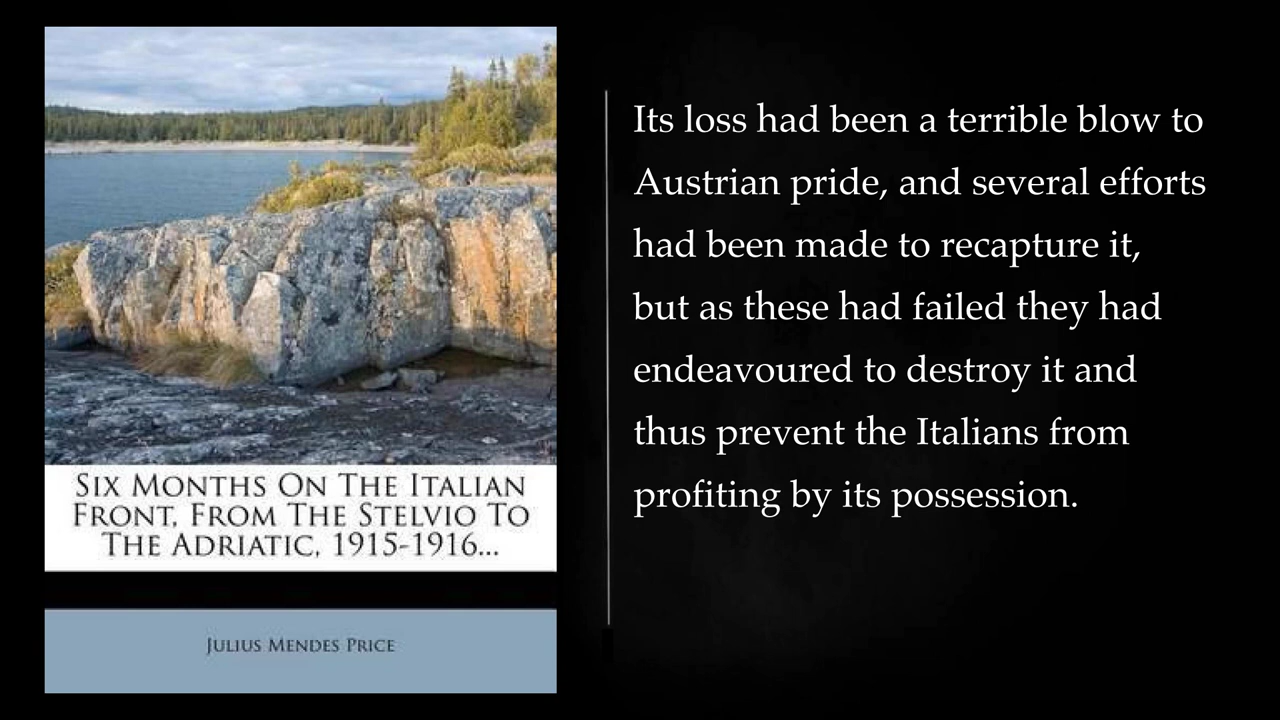 Six Months On The Italian
Front, From The Stelvio To
The Adriatic, 1915-1916...
Julius Mendes Price
Its loss had been a terrible blow to
Austrian pride, and several efforts
had been made to recapture it,
but as these had failed they had
endeavoured to destroy it and
thus prevent the Italians from
profiting by its possession.